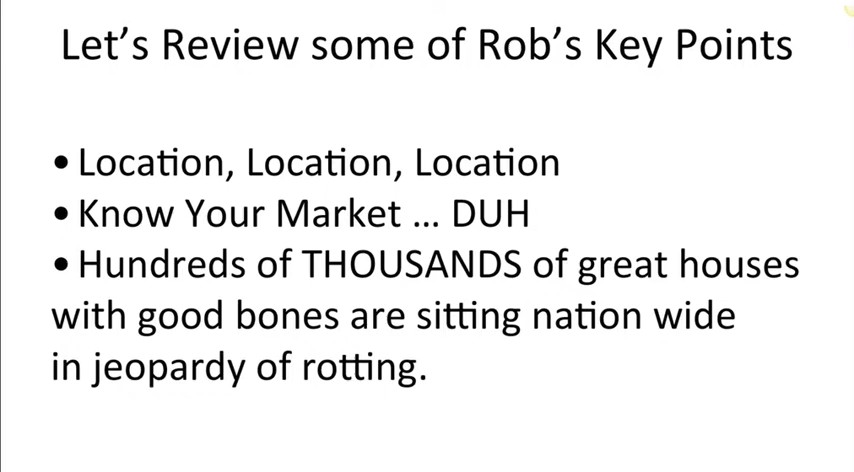 Let's Review some of Rob's Key Points
• Location, Location, Location
• Know Your Market ... DUH
• Hundreds of THOUSANDS of great houses
with good bones are sitting nation wide
in jeopardy of rotting.